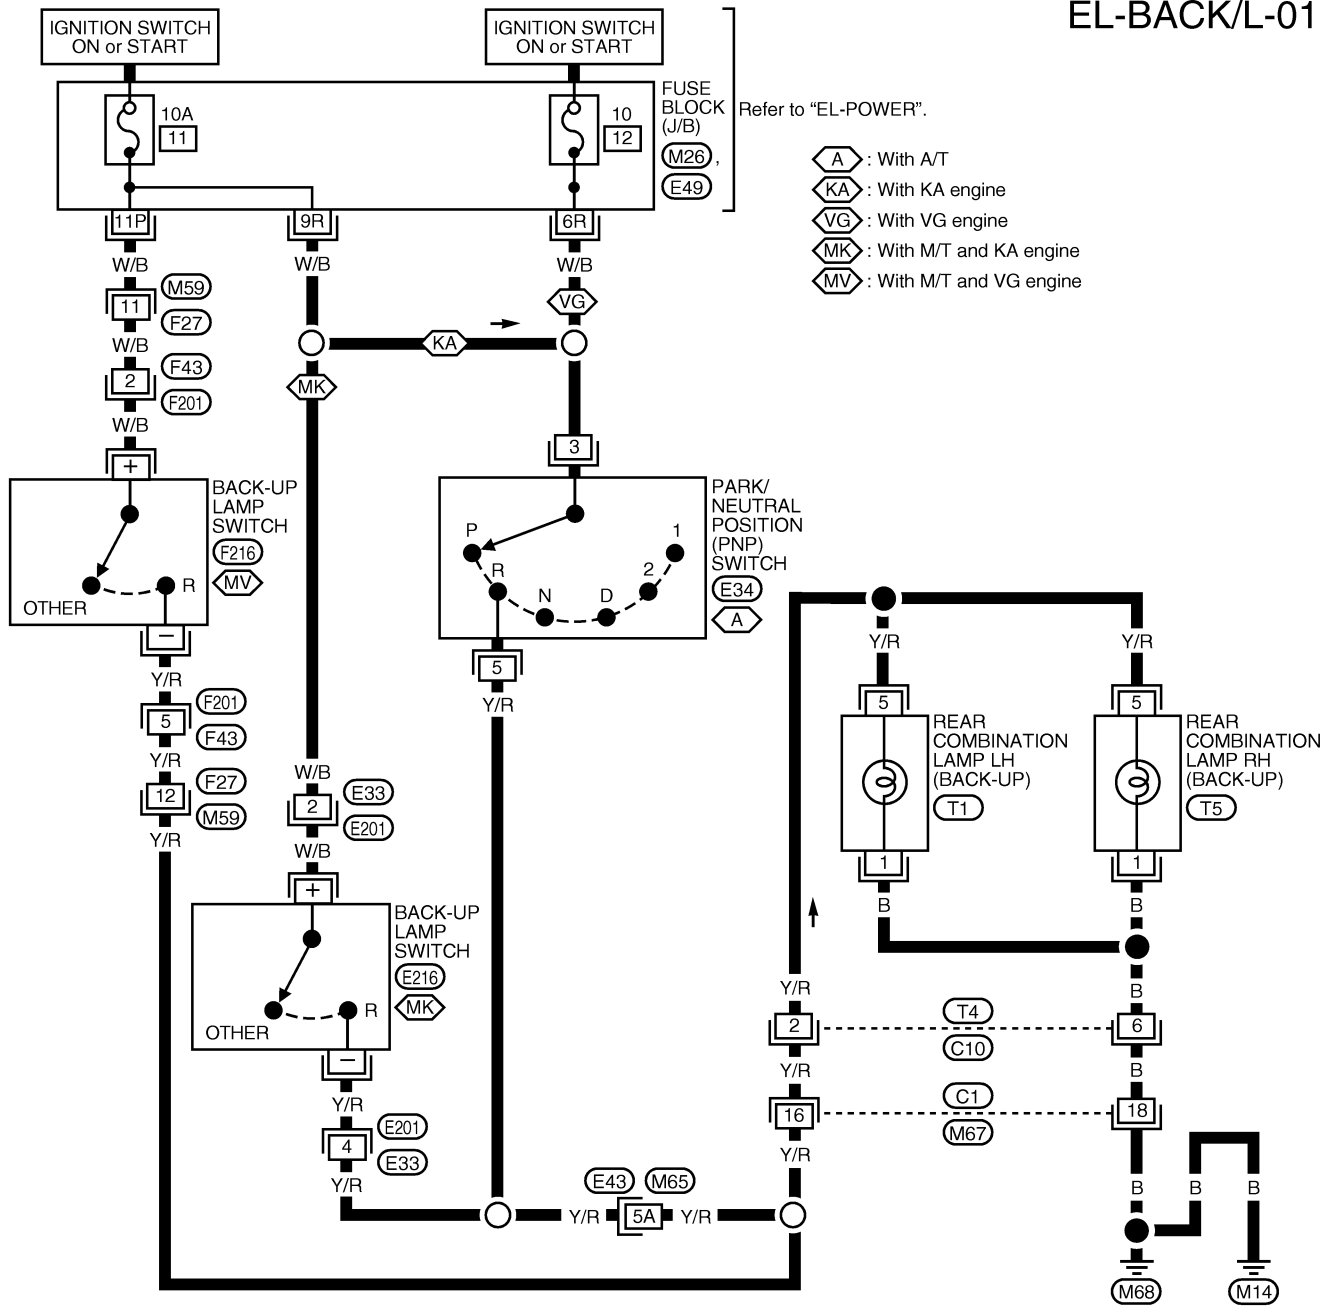 EL-BACK/L-01
IGNITION SWITCH
ON or START
IGNITION SWITCH
ON or START
10A
11
10
12
FUSE
BLOCK
(J/B)
M26 ,
E49
Refer to “EL-POWER”.
A : With A/T
KA : With KA engine
VG : With VG engine
MK : With M/T and KA engine
MV : With M/T and VG engine
11P
9R
6R
W/B
W/B
W/B
11
M59
F27
VG
W/B
KA
2
F43
F201
MK
W/B
+
3
BACK-UP
LAMP
SWITCH
F216
MV
OTHER
R
–
PARK/
NEUTRAL
POSITION
(PNP)
SWITCH
E34
A
P
R
N
D
2
1
5
Y/R
Y/R
5
F201
F43
Y/R
12
F27
M59
Y/R
W/B
2
E33
E201
W/B
+
BACK-UP
LAMP
SWITCH
E216
MK
OTHER
R
–
Y/R
4
E201
E33
Y/R
E43
M65
Y/R
5A
Y/R
Y/R
Y/R
5
5
REAR
COMBINATION
LAMP LH
(BACK-UP)
T1
REAR
COMBINATION
LAMP RH
(BACK-UP)
T5
1
1
B
B
Y/R
B
2
T4
C10
6
Y/R
B
16
C1
M67
18
Y/R
B
B
B
M68
M14